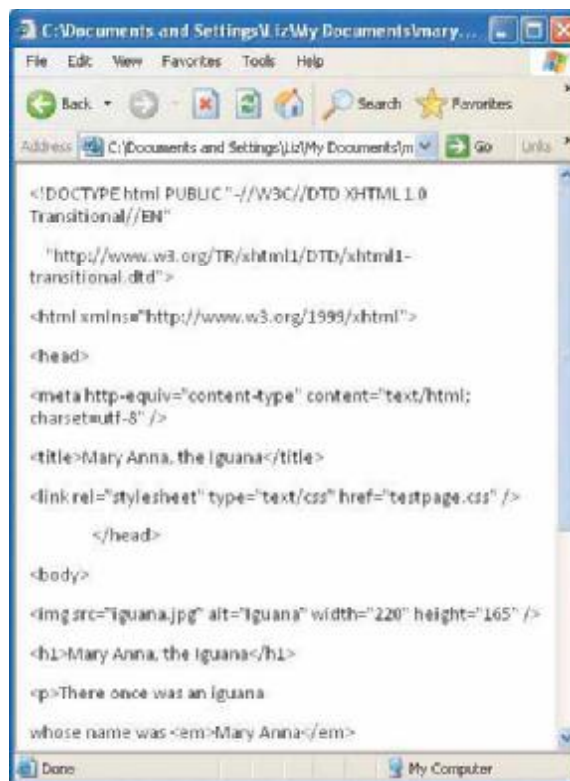 C:\Documents and Settings\Liz\My Documents\mary...
File Edit View Favorites Tools Help
Back Search Favorites
Address C:\Documents and Settings\Liz\My Documents\m Go Links
<!DOCTYPE html PUBLIC "-//W3C//DTD XHTML 1.0
Transitional//EN"
"http://www.w3.org/TR/xhtml1/DTD/xhtml1-
transitional.dtd">
<html xmlns="http://www.w3.org/1999/xhtml">
<head>
<meta http-equiv="content-type" content="text/html;
charset=utf-8" />
<title>Mary Anna, the Iguana</title>
<link rel="stylesheet" type="text/css" href="testpage.css" />
</head>
<body>
<img src="iguana.jpg" alt="Iguana" width="220" height="165" />
<h1>Mary Anna, the Iguana</h1>
<p>There once was an iguana
whose name was <em>Mary Anna</em>
Done My Computer